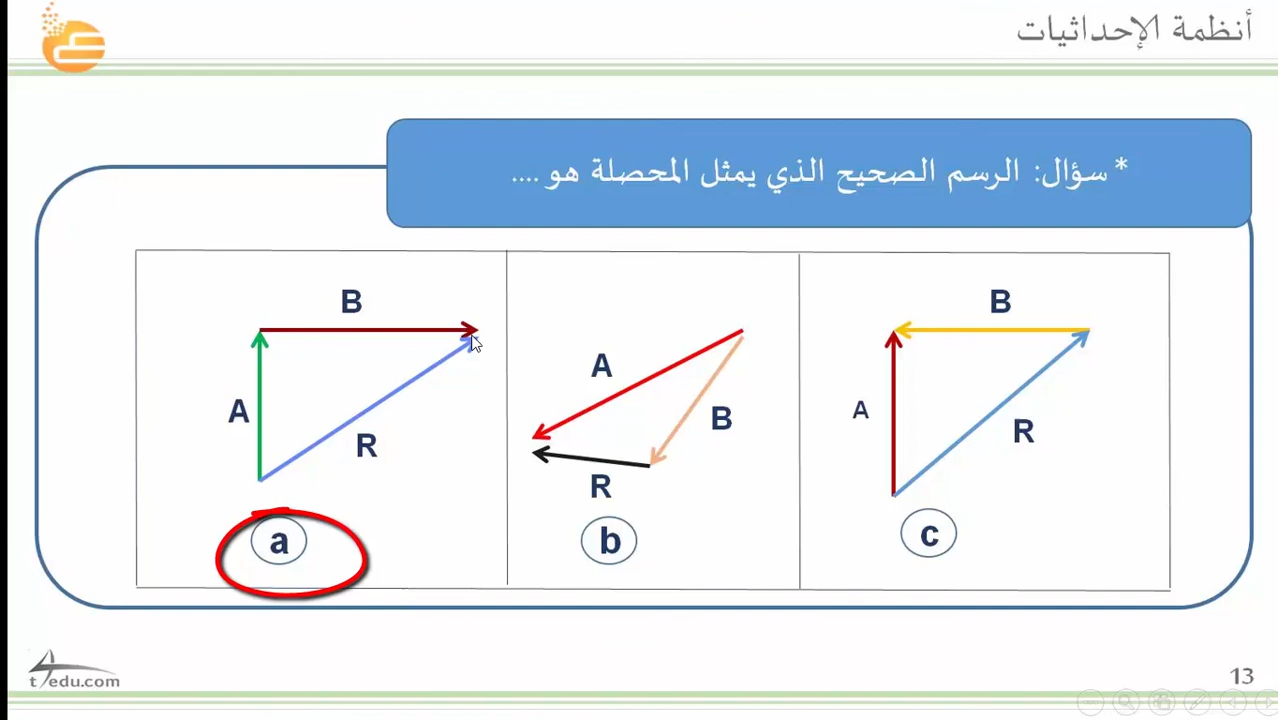 أنظمة الإحداثيات
* سؤال: الرسم الصحيح الذي يمثل المحصلة هو ....
B
A
R
a
A
B
R
b
B
A
R
c
t4edu.com
13